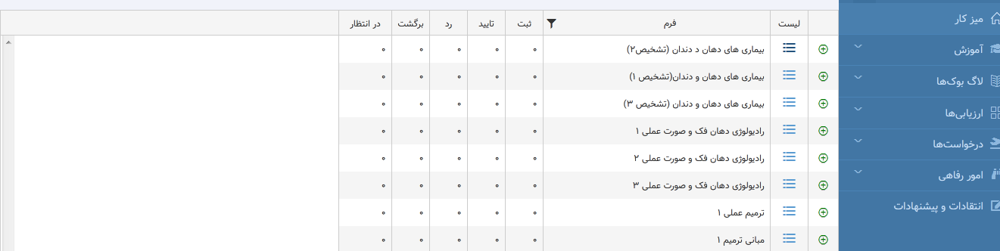 میز کار
آموزش
لاگ بوک‌ها
ارزیابی‌ها
درخواست‌ها
امور رفاهی
انتقادات و پیشنهادات
لیست فرم ثبت تایید رد برگشت در انتظار
بیماری های دهان د دندان (تشخیص۲) ۰ ۰ ۰ ۰ ۰
بیماری های دهان و دندان(تشخیص ۱) ۰ ۰ ۰ ۰ ۰
بیماری های دهان و دندان (تشخیص ۳) ۰ ۰ ۰ ۰ ۰
رادیولوژی دهان فک و صورت عملی ۱ ۰ ۰ ۰ ۰ ۰
رادیولوژی دهان فک و صورت عملی ۲ ۰ ۰ ۰ ۰ ۰
رادیولوژی دهان فک و صورت عملی ۳ ۰ ۰ ۰ ۰ ۰
ترمیم عملی ۱ ۰ ۰ ۰ ۰ ۰
مبانی ترمیم ۱ ۰ ۰ ۰ ۰ ۰